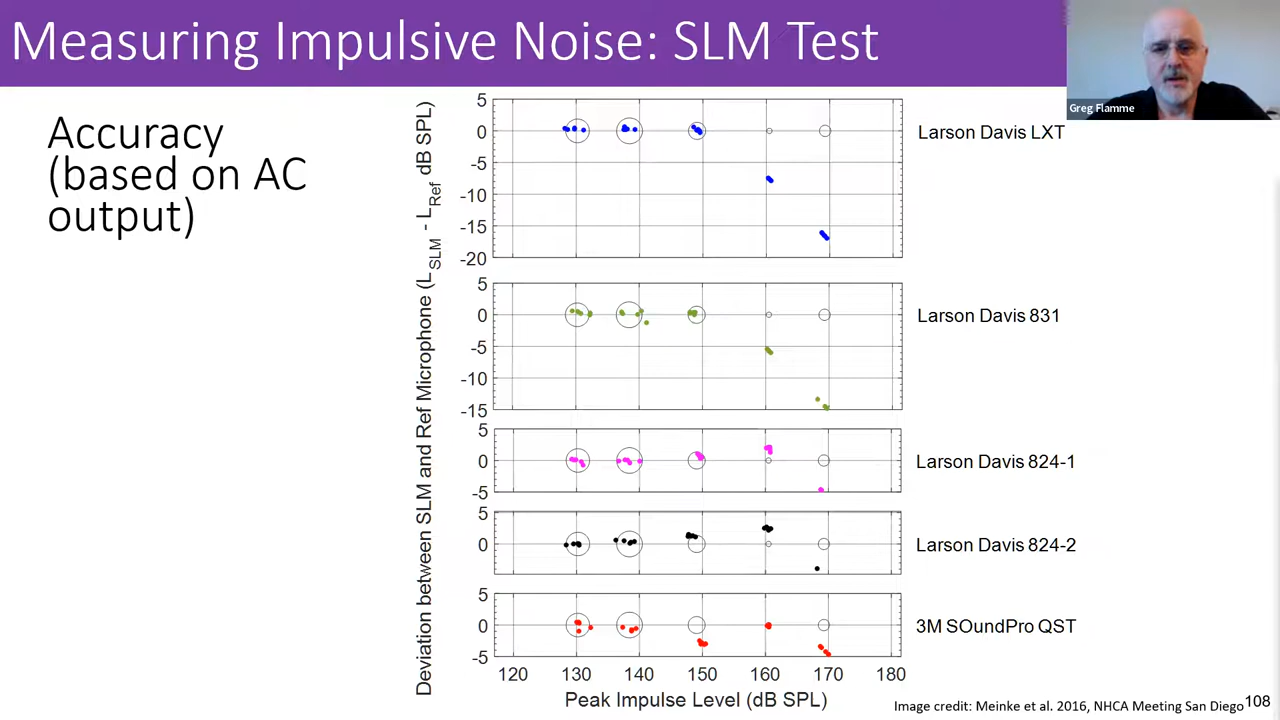 Measuring Impulsive Noise: SLM Test
Greg Flamme
Accuracy
(based on AC
output)
Deviation between SLM and Ref Microphone (L_SLM - L_Ref dB SPL)
5
0
-5
-10
-15
-20
Larson Davis LXT
5
0
-5
-10
-15
Larson Davis 831
5
0
-5
Larson Davis 824-1
5
0
Larson Davis 824-2
5
0
-5
3M SOundPro QST
120 130 140 150 160 170 180
Peak Impulse Level (dB SPL)
Image credit: Meinke et al. 2016, NHCA Meeting San Diego
108